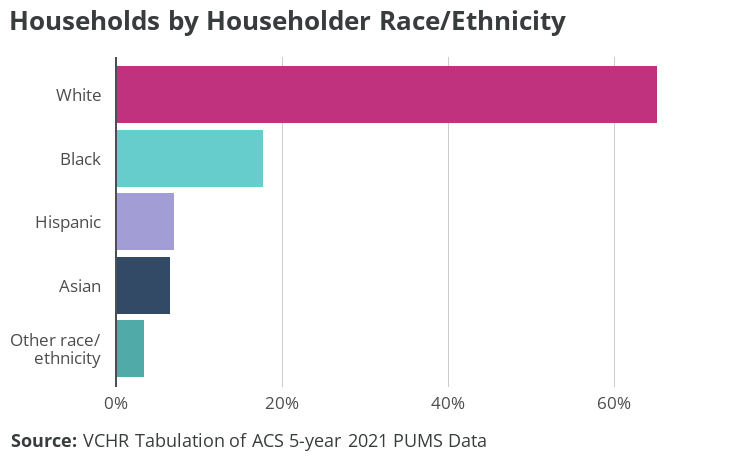 Households by Householder Race/Ethnicity
White
Black
Hispanic
Asian
Other race/
ethnicity
0% 20% 40% 60%
Source: VCHR Tabulation of ACS 5-year 2021 PUMS Data